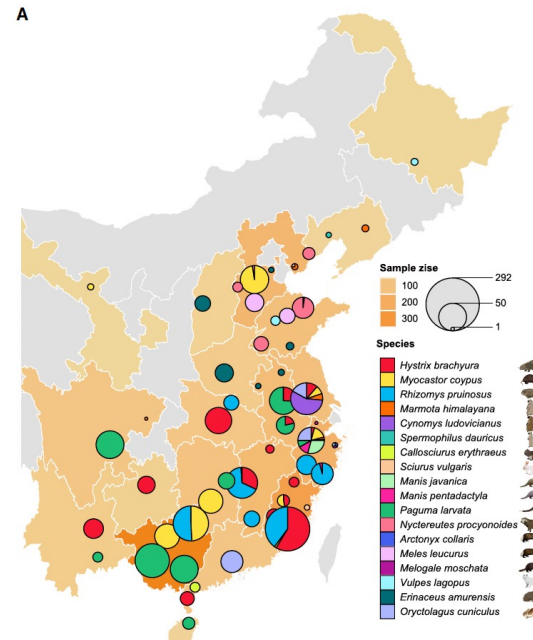 A
Sample zise
100
200
300
292
50
1
Species
Hystrix brachyura
Myocastor coypus
Rhizomys pruinosus
Marmota himalayana
Cynomys ludovicianus
Spermophilus dauricus
Callosciurus erythraeus
Sciurus vulgaris
Manis javanica
Manis pentadactyla
Paguma larvata
Nyctereutes procyonoides
Arctonyx collaris
Meles leucurus
Melogale moschata
Vulpes lagopus
Erinaceus amurensis
Oryctolagus cuniculus